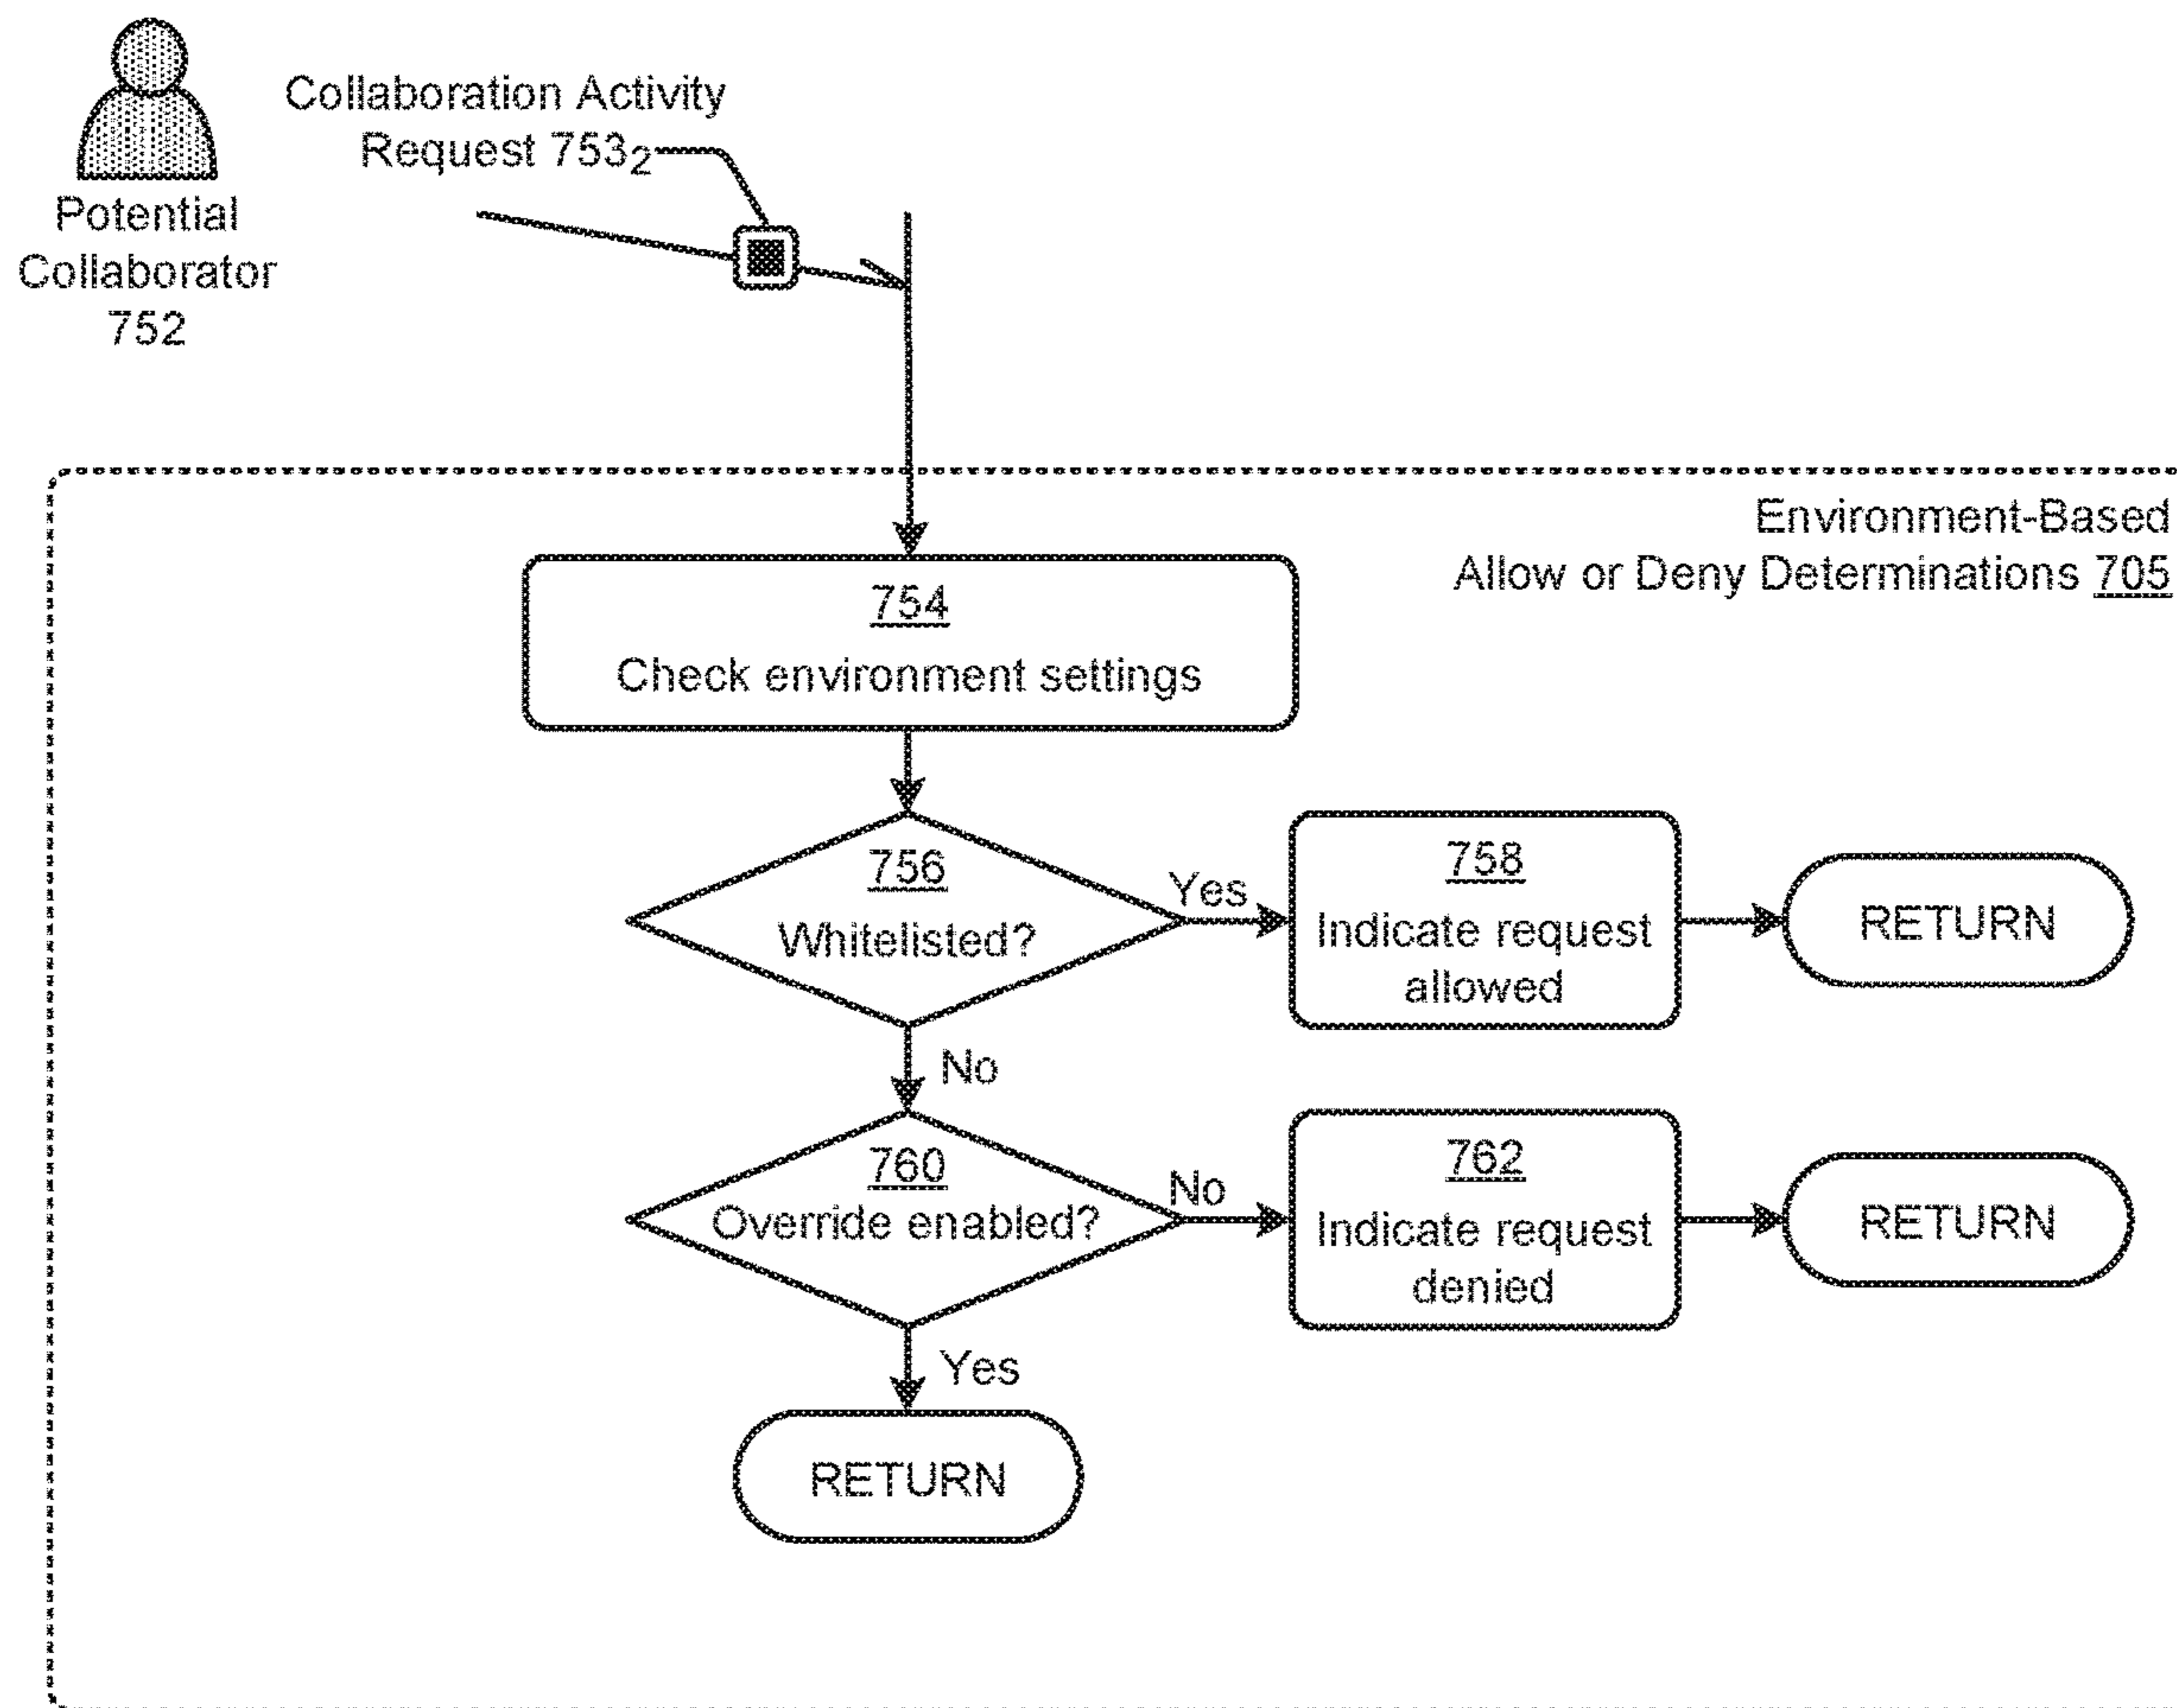 Collaboration Activity
Request 753₂
Potential
Collaborator
752
Environment-Based
Allow or Deny Determinations 705
754
Check environment settings
756
Whitelisted?
Yes
758
Indicate request
allowed
RETURN
No
760
Override enabled?
No
762
Indicate request
denied
RETURN
Yes
RETURN